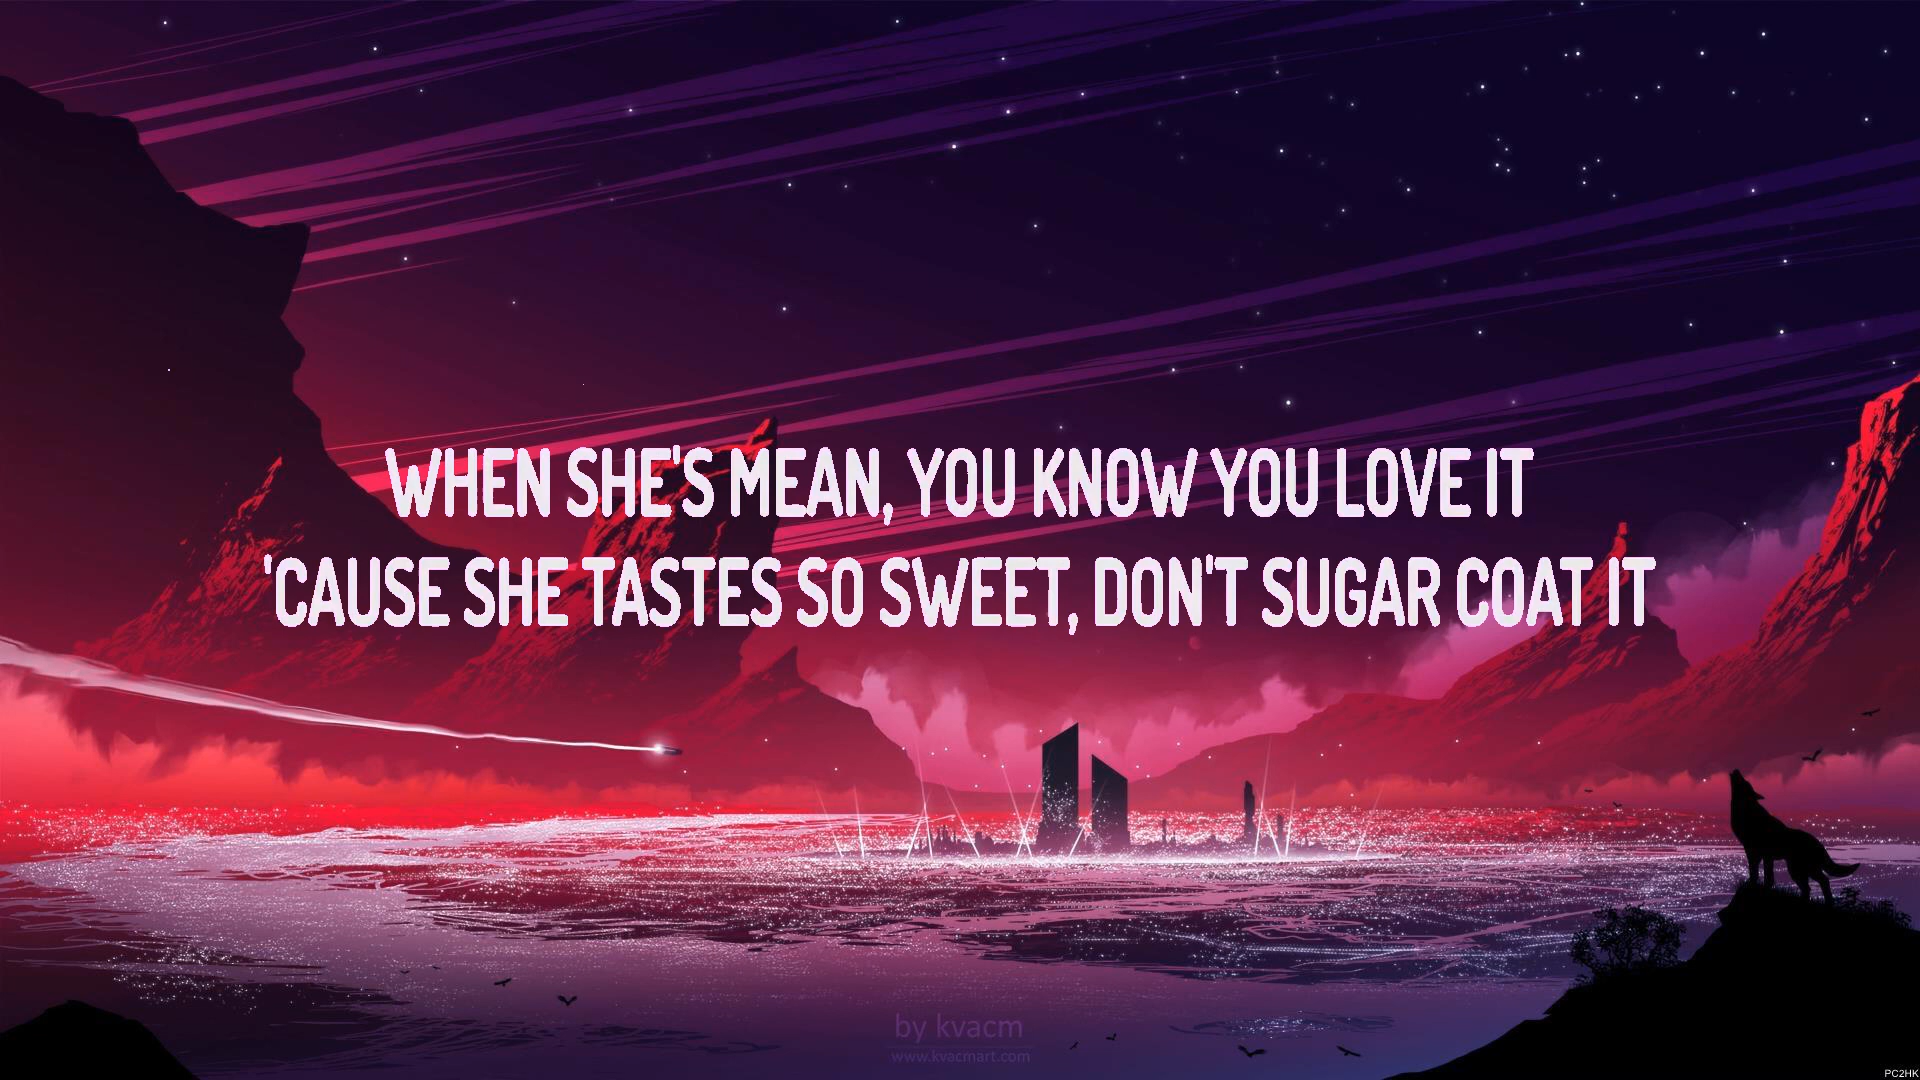 WHEN SHE'S MEAN, YOU KNOW YOU LOVE IT
'CAUSE SHE TASTES SO SWEET, DON'T SUGAR COAT IT
by kvacm
www.kvacmart.com
PC2HK